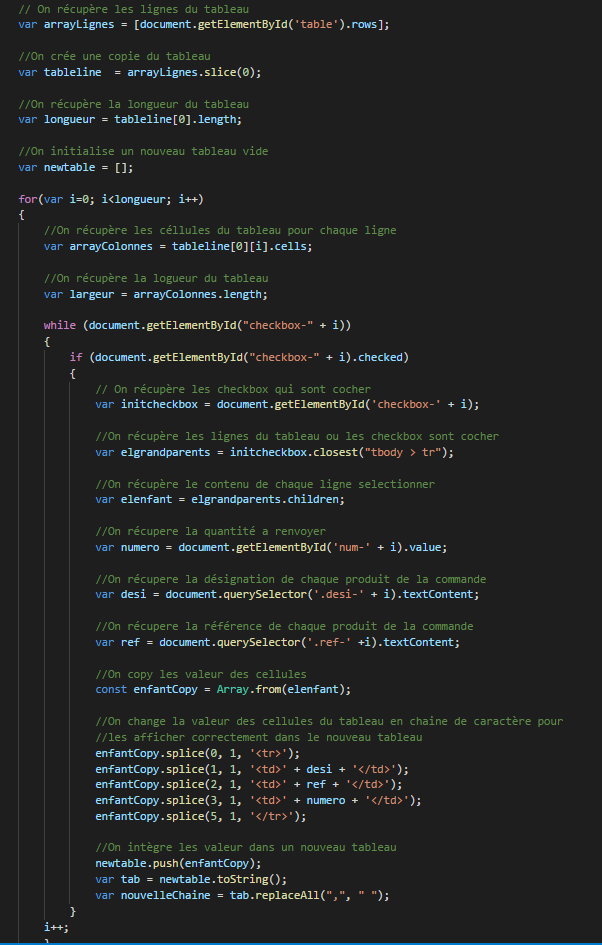 // On récupère les lignes du tableau
var arrayLignes = [document.getElementById('table').rows];
//On crée une copie du tableau
var tableline  = arrayLignes.slice(0);
//On récupère la longueur du tableau
var longueur = tableline[0].length;
//On initialise un nouveau tableau vide
var newtable = [];
for(var i=0; i<longueur; i++)
{
//On récupère les céllules du tableau pour chaque ligne
var arrayColonnes = tableline[0][i].cells;
//On récupère la logueur du tableau
var largeur = arrayColonnes.length;
while (document.getElementById("checkbox-" + i))
{
if (document.getElementById("checkbox-" + i).checked)
{
// On récupère les checkbox qui sont cocher
var initcheckbox = document.getElementById('checkbox-' + i);
//On récupère les lignes du tableau ou les checkbox sont cocher
var elgrandparents = initcheckbox.closest("tbody > tr");
//On récupère le contenu de chaque ligne selectionner
var elenfant = elgrandparents.children;
//On récupere la quantité a renvoyer
var numero = document.getElementById('num-' + i).value;
//On récupere la désignation de chaque produit de la commande
var desi = document.querySelector('.desi-' + i).textContent;
//On récupere la référence de chaque produit de la commande
var ref = document.querySelector('.ref-' +i).textContent;
//On copy les valeur des cellules
const enfantCopy = Array.from(elenfant);
//On change la valeur des cellules du tableau en chaine de caractère pour
//les afficher correctement dans le nouveau tableau
enfantCopy.splice(0, 1, '<tr>');
enfantCopy.splice(1, 1, '<td>' + desi + '</td>');
enfantCopy.splice(2, 1, '<td>' + ref + '</td>');
enfantCopy.splice(3, 1, '<td>' + numero + '</td>');
enfantCopy.splice(5, 1, '</tr>');
//On intègre les valeur dans un nouveau tableau
newtable.push(enfantCopy);
var tab = newtable.toString();
var nouvelleChaine = tab.replaceAll(",", " ");
}
i++;
}